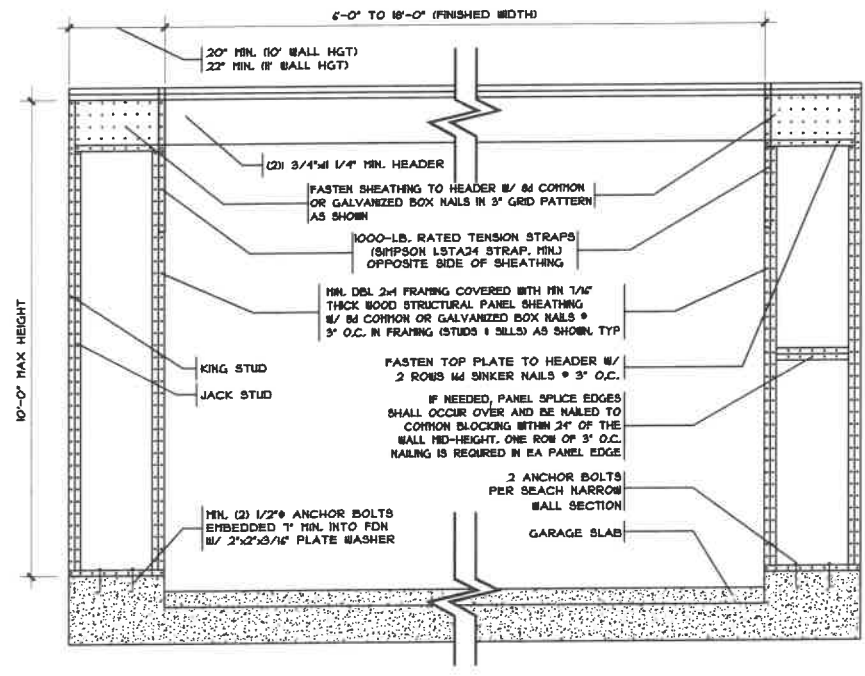 6'-0" TO 18'-0" (FINISHED WIDTH)
20" MIN. (10' WALL HGT)
22" MIN. (11' WALL HGT)
(2)1 3/4"x11 1/4" MIN. HEADER
FASTEN SHEATHING TO HEADER W/ 8d COMMON
OR GALVANIZED BOX NAILS IN 3" GRID PATTERN
AS SHOWN
1000-LB. RATED TENSION STRAPS
(SIMPSON LSTA24 STRAP, MIN.)
OPPOSITE SIDE OF SHEATHING
MIN. DBL 2x4 FRAMING COVERED WITH MIN 7/16"
THICK WOOD STRUCTURAL PANEL SHEATHING
W/ 8d COMMON OR GALVANIZED BOX NAILS @
3" O.C. IN FRAMING (STUDS & SILLS) AS SHOWN, TYP
10'-0" MAX HEIGHT
KING STUD
JACK STUD
FASTEN TOP PLATE TO HEADER W/
2 ROWS 16d SINKER NAILS @ 3" O.C.
IF NEEDED, PANEL SPLICE EDGES
SHALL OCCUR OVER AND BE NAILED TO
COMMON BLOCKING WITHIN 24" OF THE
WALL MID-HEIGHT. ONE ROW OF 3" O.C.
NAILING IS REQUIRED IN EA PANEL EDGE
2 ANCHOR BOLTS
PER SEACH NARROW
WALL SECTION
MIN. (2) 1/2"ø ANCHOR BOLTS
EMBEDDED 7" MIN. INTO FDN
W/ 2"x2"x3/16" PLATE WASHER
GARAGE SLAB